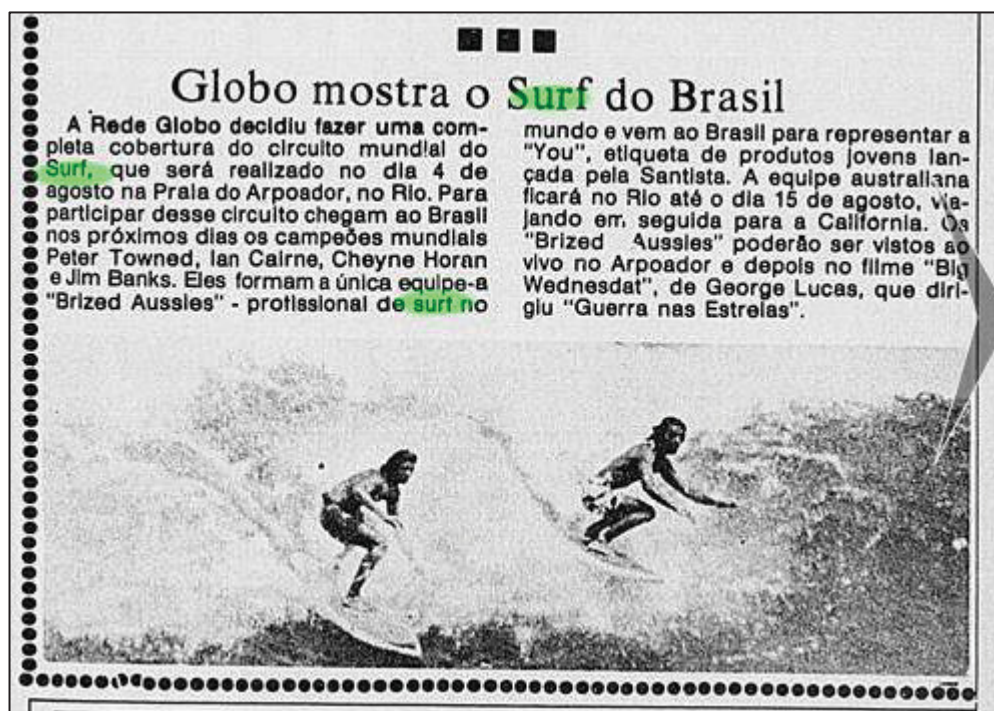 Globo mostra o Surf do Brasil
A Rede Globo decidiu fazer uma com-
pleta cobertura do circuito mundial do
Surf, que será realizado no dia 4 de
agosto na Praia do Arpoador, no Rio. Para
participar desse circuito chegam ao Brasil
nos próximos dias os campeões mundiais
Peter Towned, Ian Cairne, Cheyne Horan
e Jim Banks. Eles formam a única equipe-a
"Brized Aussies" - profissional de surf no
mundo e vem ao Brasil para representar a
"You", etiqueta de produtos jovens lan-
çada pela Santista. A equipe australiana
ficará no Rio até o dia 15 de agosto, via-
jando em seguida para a California. Os
"Brized Aussies" poderão ser vistos ao
vivo no Arpoador e depois no filme "Big
Wednesdat", de George Lucas, que diri-
giu "Guerra nas Estrelas".